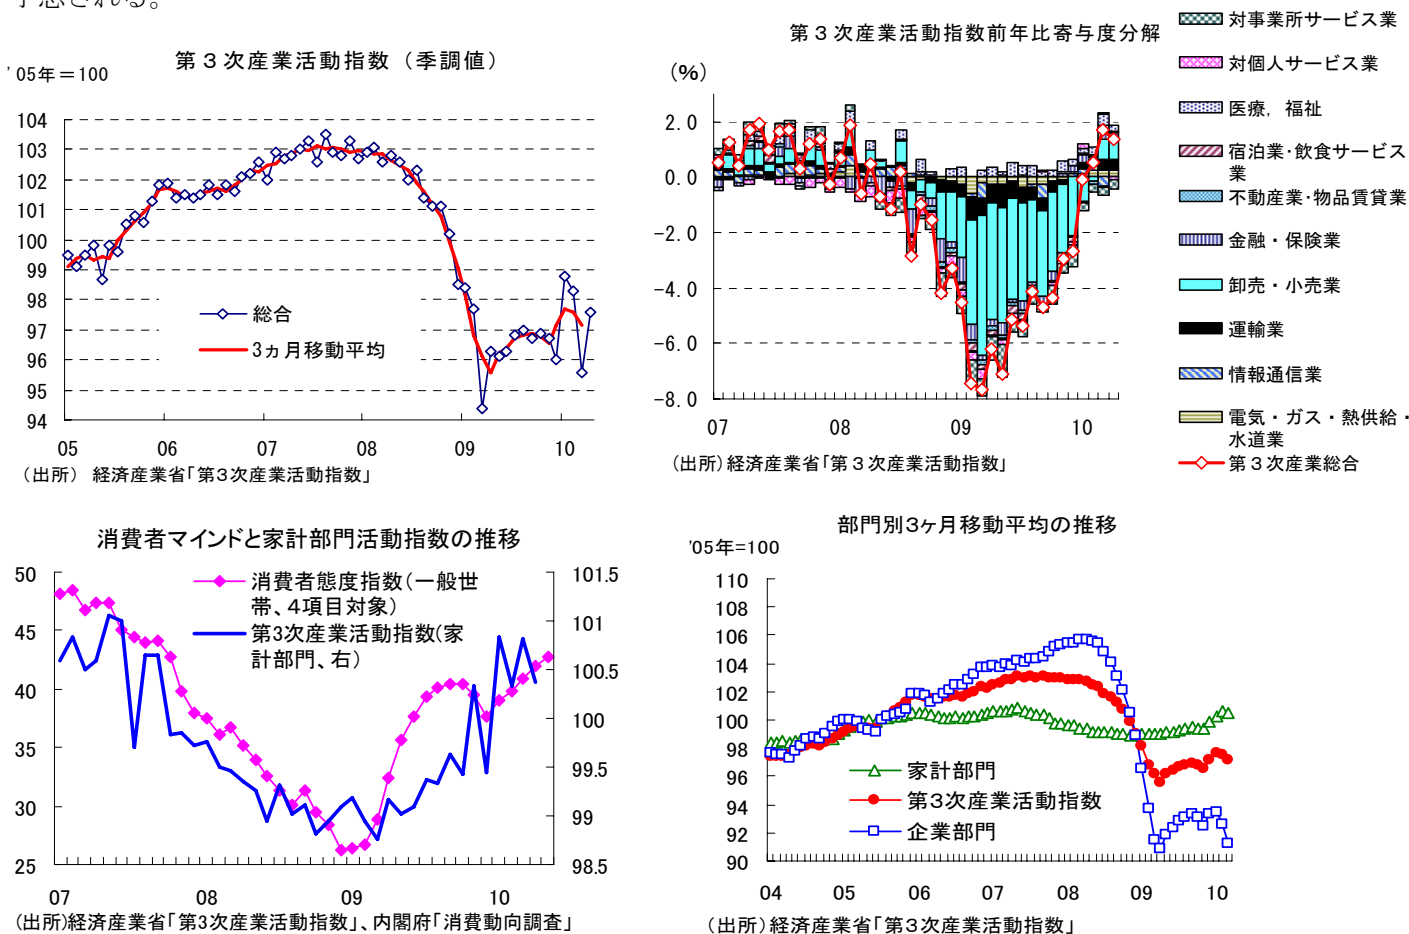 予想される。
第３次産業活動指数（季調値）
'05年＝100
104
103
102
101
100
99
98
97
96
95
94
総合
3ヵ月移動平均
05 06 07 08 09 10
（出所） 経済産業省「第3次産業活動指数」
第３次産業活動指数前年比寄与度分解
(%)
2.0
0.0
-2.0
-4.0
-6.0
-8.0
07 08 09 10
（出所）経済産業省「第３次産業活動指数」
対事業所サービス業
対個人サービス業
医療，福祉
宿泊業・飲食サービス
業
不動産業・物品賃貸業
金融・保険業
卸売・小売業
運輸業
情報通信業
電気・ガス・熱供給・
水道業
第３次産業総合
消費者マインドと家計部門活動指数の推移
50
45
40
35
30
25
消費者態度指数（一般世
帯、４項目対象）
第3次産業活動指数(家
計部門、右）
101.5
101
100.5
100
99.5
99
98.5
07 08 09 10
(出所)経済産業省「第3次産業活動指数」、内閣府「消費動向調査」
部門別3ヶ月移動平均の推移
'05年=100
110
108
106
104
102
100
98
96
94
92
90
家計部門
第3次産業活動指数
企業部門
04 05 06 07 08 09 10
（出所）経済産業省「第3次産業活動指数」